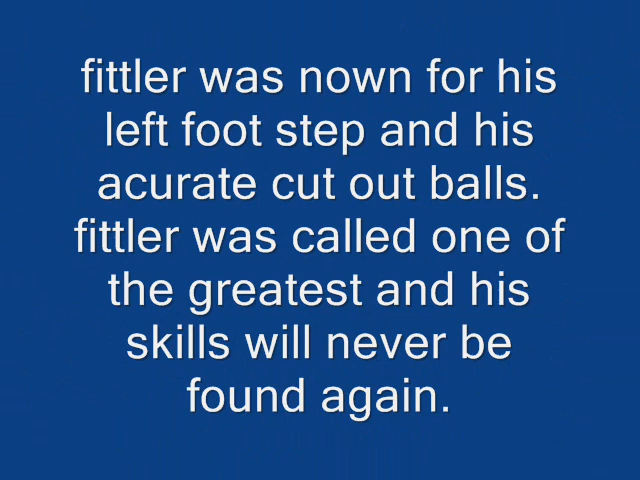 fittler was nown for his
left foot step and his
acurate cut out balls.
fittler was called one of
the greatest and his
skills will never be
found again.